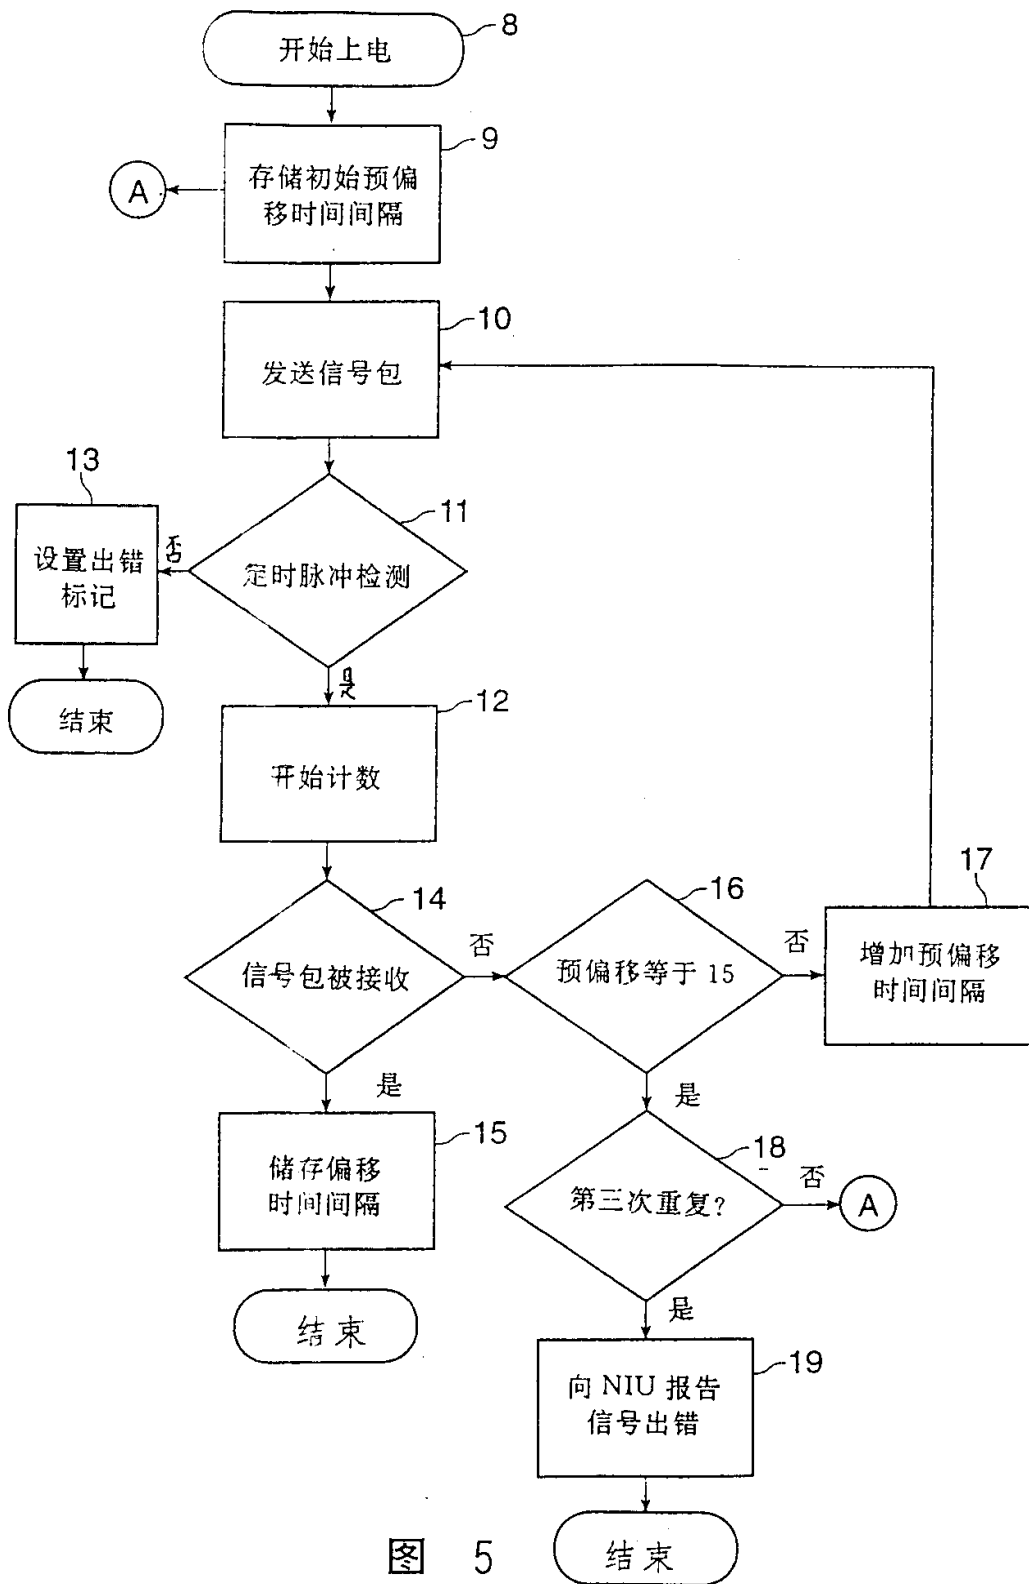 开始上电
8
存储初始预偏
移时间间隔
9
A
发送信号包
10
定时脉冲检测
11
否
13
设置出错
标记
结束
是
开始计数
12
信号包被接收
14
否
预偏移等于 15
16
否
增加预偏移
时间间隔
17
是
储存偏移
时间间隔
15
结束
是
第三次重复?
18
否
A
是
向 NIU 报告
信号出错
19
结束
图 5